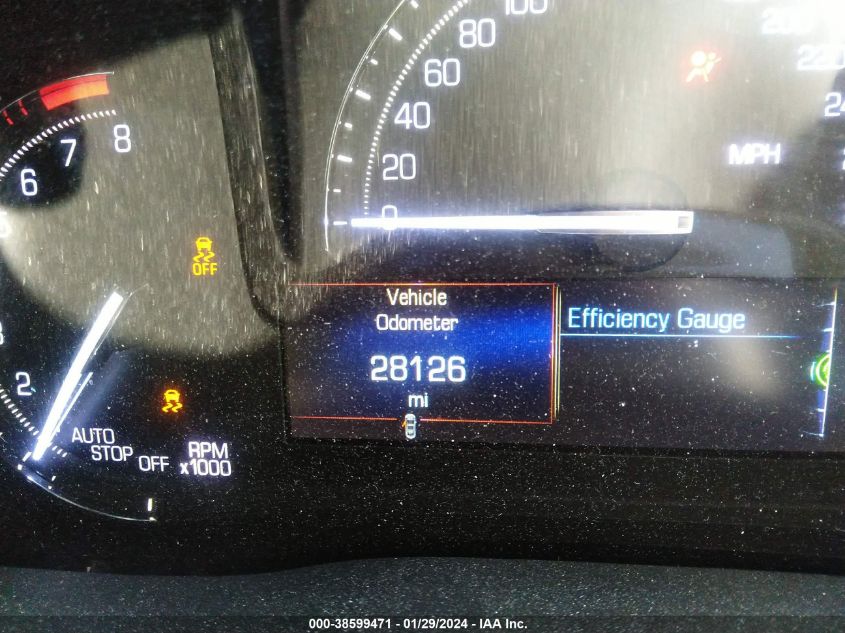 100
80
60
40
20
0
200
220
MPH
8
7
6
2
OFF
Vehicle
Odometer
28126
mi
Efficiency Gauge
AUTO
STOP OFF
RPM
x1000
000-38599471 - 01/29/2024 - IAA Inc.